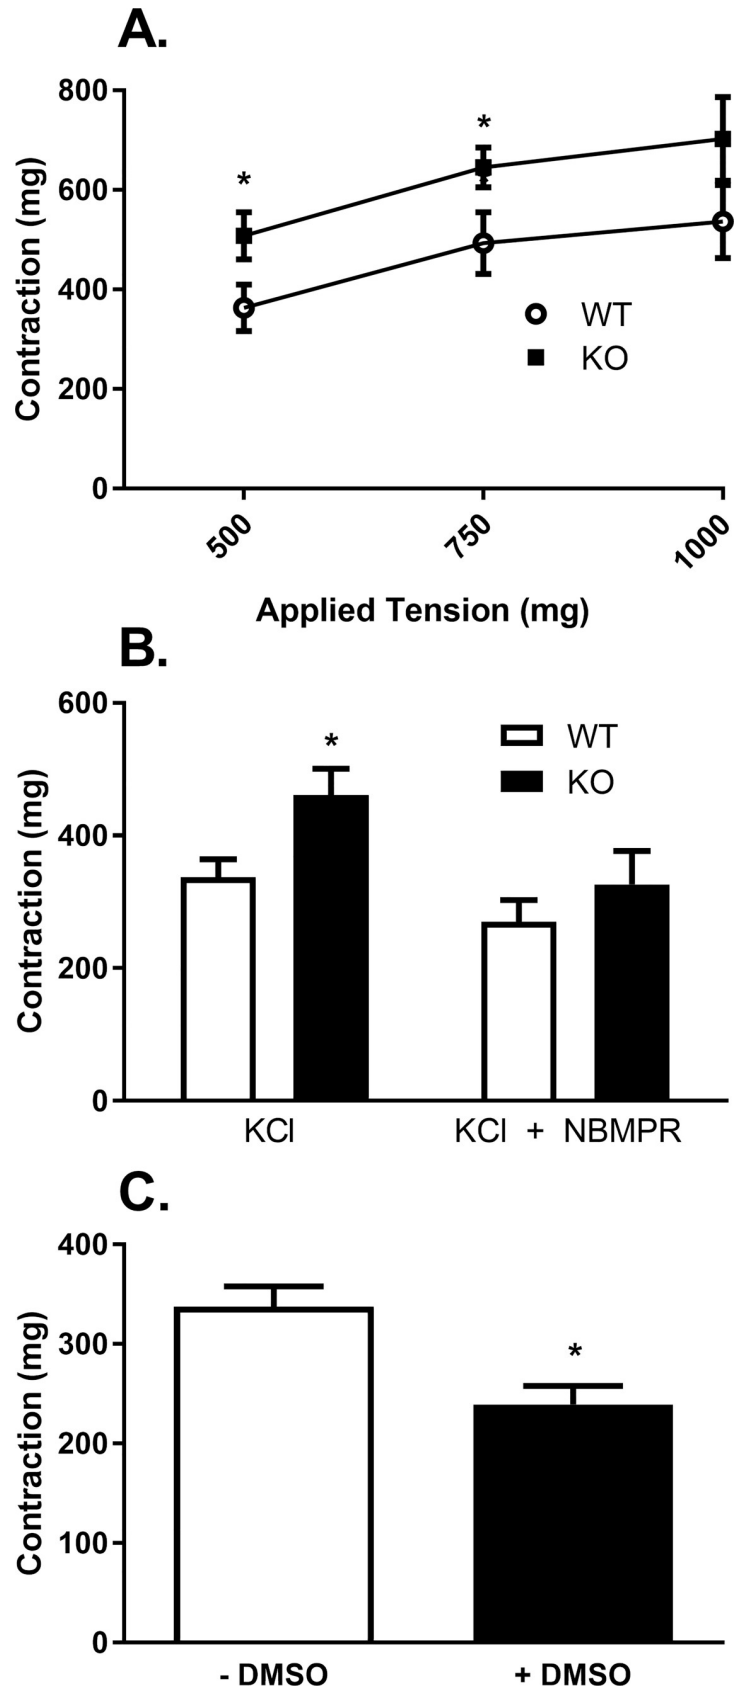 A.
800
600
400
200
0
Contraction (mg)
*
*
WT
KO
500
750
1000
Applied Tension (mg)
B.
600
400
200
0
Contraction (mg)
*
WT
KO
KCl
KCl + NBMPR
C.
400
300
200
100
0
Contraction (mg)
*
- DMSO
+ DMSO